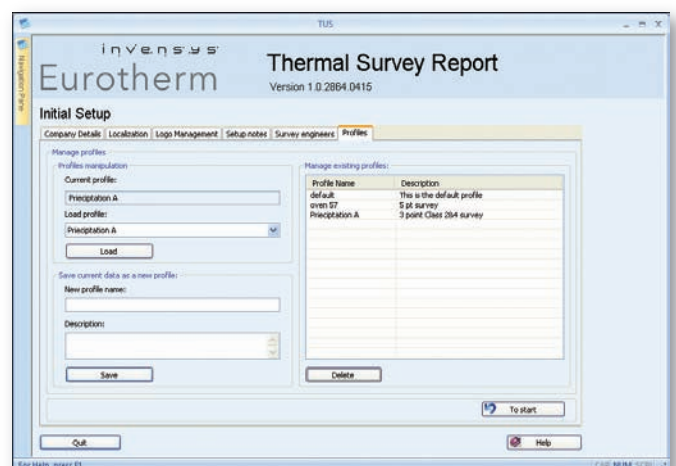 TUS
Navigation Pane
invensys
Eurotherm
Thermal Survey Report
Version 1.0.2864.0415
Initial Setup
Company Details
Localization
Logo Management
Setup notes
Survey engineers
Profiles
Manage profiles
Profiles manipulation
Current profile:
Prieciptation A
Load profile:
Prieciptation A
Load
Save current data as a new profile:
New profile name:
Description:
Save
Manage existing profiles:
Profile Name Description
default This is the default profile
oven 57 5 pt survey
Prieciptation A 3 point Class 2&4 survey
Delete
To start
Quit
Help
For Help, press F1
CAP NUM SCRL